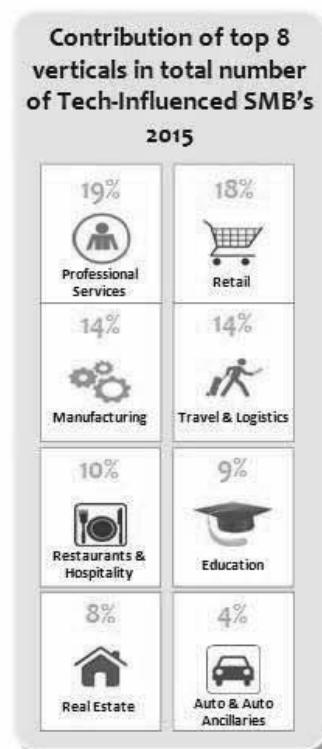 Contribution of top 8
verticals in total number
of Tech-Influenced SMB's
2015
19%
Professional
Services
18%
Retail
14%
Manufacturing
14%
Travel & Logistics
10%
Restaurants &
Hospitality
9%
Education
8%
Real Estate
4%
Auto & Auto
Ancillaries